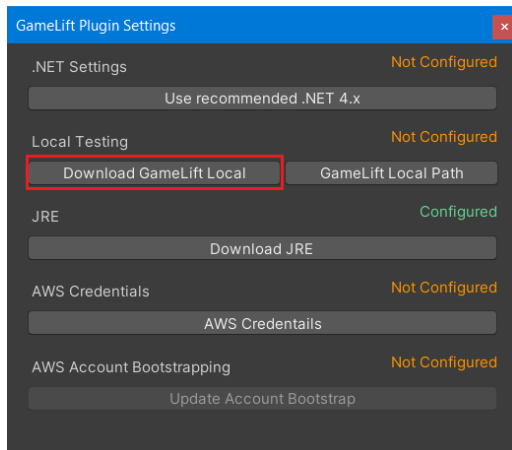 GameLift Plugin Settings
.NET Settings Not Configured
Use recommended .NET 4.x
Local Testing Not Configured
Download GameLift Local GameLift Local Path
JRE Configured
Download JRE
AWS Credentials Not Configured
AWS Credentails
AWS Account Bootstrapping Not Configured
Update Account Bootstrap